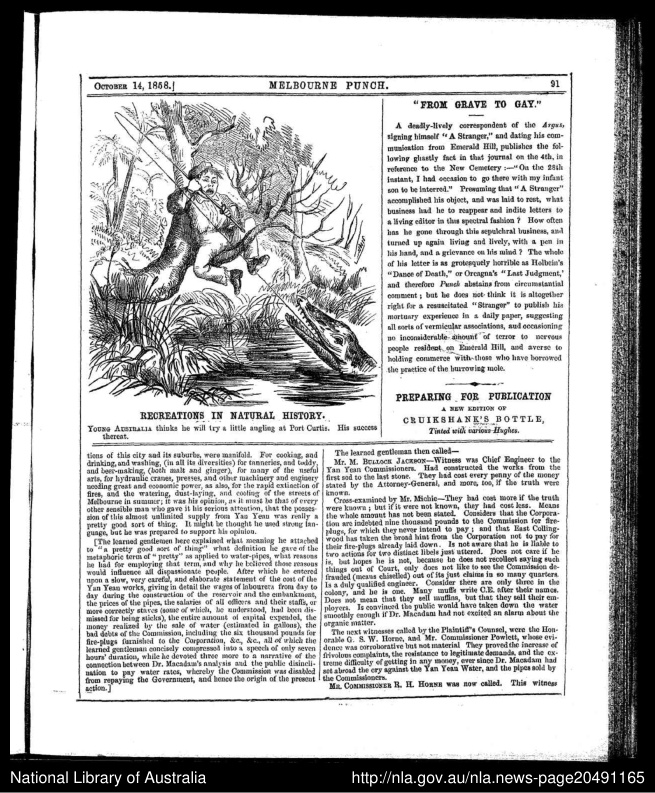 October 14, 1858.]
MELBOURNE PUNCH.
91
RECREATIONS IN NATURAL HISTORY.
Young Australia thinks he will try a little angling at Port Curtis. His success
thereat.
"FROM GRAVE TO GAY."
A deadly-lively correspondent of the Argus,
signing himself "A Stranger," and dating his com-
munication from Emerald Hill, publishes the fol-
lowing ghastly fact in that journal on the 4th, in
reference to the New Cemetery:—"On the 28th
instant, I had occasion to go there with my infant
son to be interred." Presuming that "A Stranger"
accomplished his object, and was laid to rest, what
business had he to reappear and indite letters to
a living editor in this spectral fashion? How often
has he gone through this sepulchral business, and
turned up again living and lively, with a pen in
his hand, and a grievance on his mind? The whole
of his letter is as grotesquely horrible as Holbein's
"Dance of Death," or Orcagna's "Last Judgment,'
and therefore Punch abstains from circumstantial
comment; but he does not think it is altogether
right for a resuscitated "Stranger" to publish his
mortuary experience in a daily paper, suggesting
all sorts of vermicular associations, and occasioning
no inconsiderable amount of terror to nervous
people resident on Emerald Hill, and averse to
holding commerce with those who have borrowed
the practice of the burrowing mole.
PREPARING FOR PUBLICATION
A NEW EDITION OF
CRUIKSHANK'S BOTTLE,
Tinted with various Hughes.
tions of this city and its suburbs, were manifold. For cooking, and
drinking, and washing, (in all its diversities) for tanneries, and toddy,
and beer-making, (both malt and ginger), for many of the useful
arts, for hydraulic cranes, presses, and other machinery and enginery
needing great and economic power, as also, for the rapid extinction of
fires, and the watering, dust-laying, and cooling of the streets of
Melbourne in summer; it was his opinion, as it must be that of every
other sensible man who gave it his serious attention, that the posses-
sion of this almost unlimited supply from Yan Yean was really a
pretty good sort of thing. It might be thought he used strong lan-
guage, but he was prepared to support his opinion.
[The learned gentleman here explained what meaning he attached
to "a pretty good sort of thing" what definition he gave of the
metaphoric term of "pretty" as applied to water-pipes, what reasons
he had for employing that term, and why he believed those reasons
would influence all dispassionate people. After which he entered
upon a slow, very careful, and elaborate statement of the cost of the
Yan Yean works, giving in detail the wages of labourers from day to
day during the construction of the reservoir and the embankment,
the prices of the pipes, the salaries of all officers and their staffs, or
more correctly staves (some of which, he understood, had been dis-
missed for being sticks), the entire amount of capital expended, the
money realized by the sale of water (estimated in gallons), the
bad debts of the Commission, including the six thousand pounds for
fire-plugs furnished to the Corporation, &c., &c., all of which the
learned gentleman concisely compressed into a speech of only seven
hours' duration, while he devoted three more to a narrative of the
connection between Dr. Macadam's analysis and the public disincli-
nation to pay water rates, whereby the Commission was disabled
from repaying the Government, and hence the origin of the present
action.]
The learned gentleman then called—
Mr. M. Bullock Jackson—Witness was Chief Engineer to the
Yan Yean Commissioners. Had constructed the works from the
first sod to the last stone. They had cost every penny of the money
stated by the Attorney-General, and more, too, if the truth were
known.
Cross-examined by Mr. Michie—They had cost more if the truth
were known; but if it were not known, they had cost less. Means
the whole amount has not been stated. Considers that the Corpora-
tion are indebted nine thousand pounds to the Commission for fire-
plugs, for which they never intend to pay; and that East Colling-
wood has taken the broad hint from the Corporation not to pay for
their fire-plugs already laid down. Is not aware that he is liable to
two actions for two distinct libels just uttered. Does not care if he
is, but hopes he is not, because he does not recollect saying such
things out of Court, only does not like to see the Commission de-
frauded (means chiselled) out of its just claims in so many quarters.
Is a duly qualified engineer. Consider there are only three in the
colony, and he is one. Many muffs write C.E. after their names.
Does not mean that they sell muffins, but that they sell their em-
ployers. Is convinced the public would have taken down the water
smoothly enough if Dr. Macadam had not excited an alarm about the
organic matter.
The next witnesses called by the Plaintiff's Counsel, were the Hon-
orable G. S. W. Horne, and Mr. Commissioner Powlett, whose evi-
dence was corroborative but not material They proved the increase of
frivolous complaints, the resistance to legitimate demands, and the ex-
treme difficulty of getting in any money, ever since Dr. Macadam had
set abroad the cry against the Yan Yean Water, and the pipes sold by
the Commissioners.
Mr. Commissioner R. H. Horne was now called. This witness
National Library of Australia
http://nla.gov.au/nla.news-page20491165